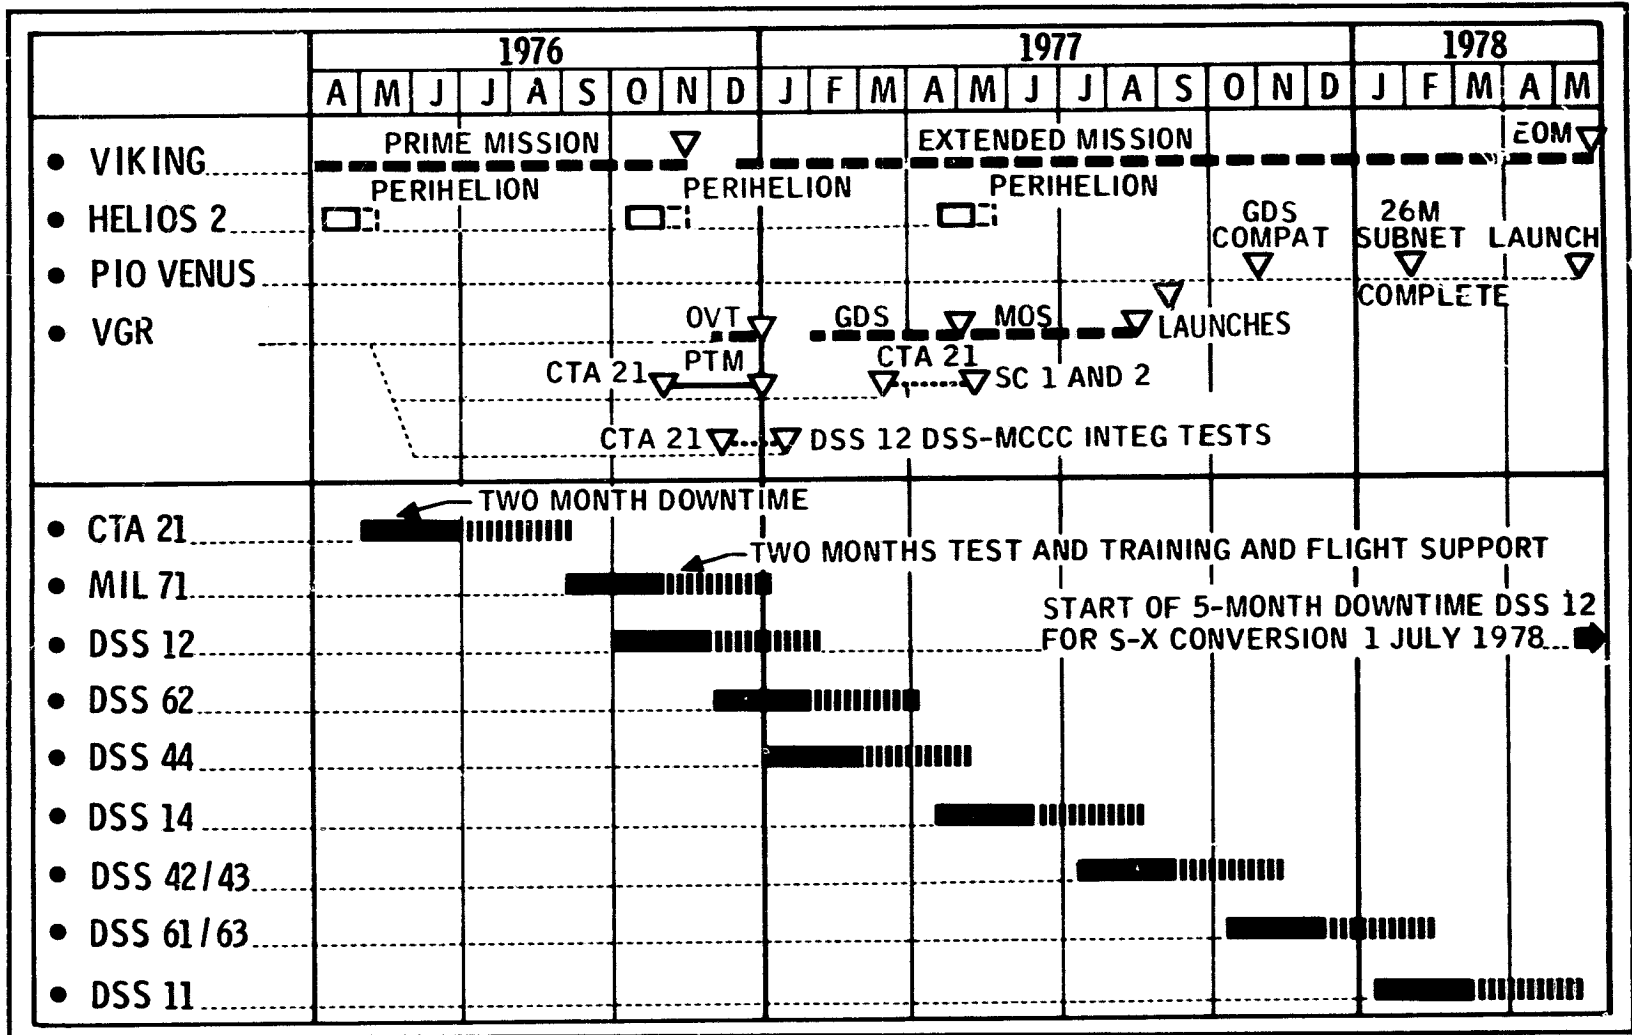 1976 1977 1978
A M J J A S O N D J F M A M J J A S O N D J F M A M
PRIME MISSION EXTENDED MISSION EOM
• VIKING
PERIHELION PERIHELION PERIHELION
• HELIOS 2
GDS 26M
COMPAT SUBNET LAUNCH
• PIO VENUS
COMPLETE
OVT GDS MOS LAUNCHES
• VGR
CTA 21 PTM CTA 21 SC 1 AND 2
CTA 21 DSS 12 DSS-MCCC INTEG TESTS
TWO MONTH DOWNTIME
• CTA 21
TWO MONTHS TEST AND TRAINING AND FLIGHT SUPPORT
• MIL 71
START OF 5-MONTH DOWNTIME DSS 12
• DSS 12 FOR S-X CONVERSION 1 JULY 1978
• DSS 62
• DSS 44
• DSS 14
• DSS 42/43
• DSS 61/63
• DSS 11